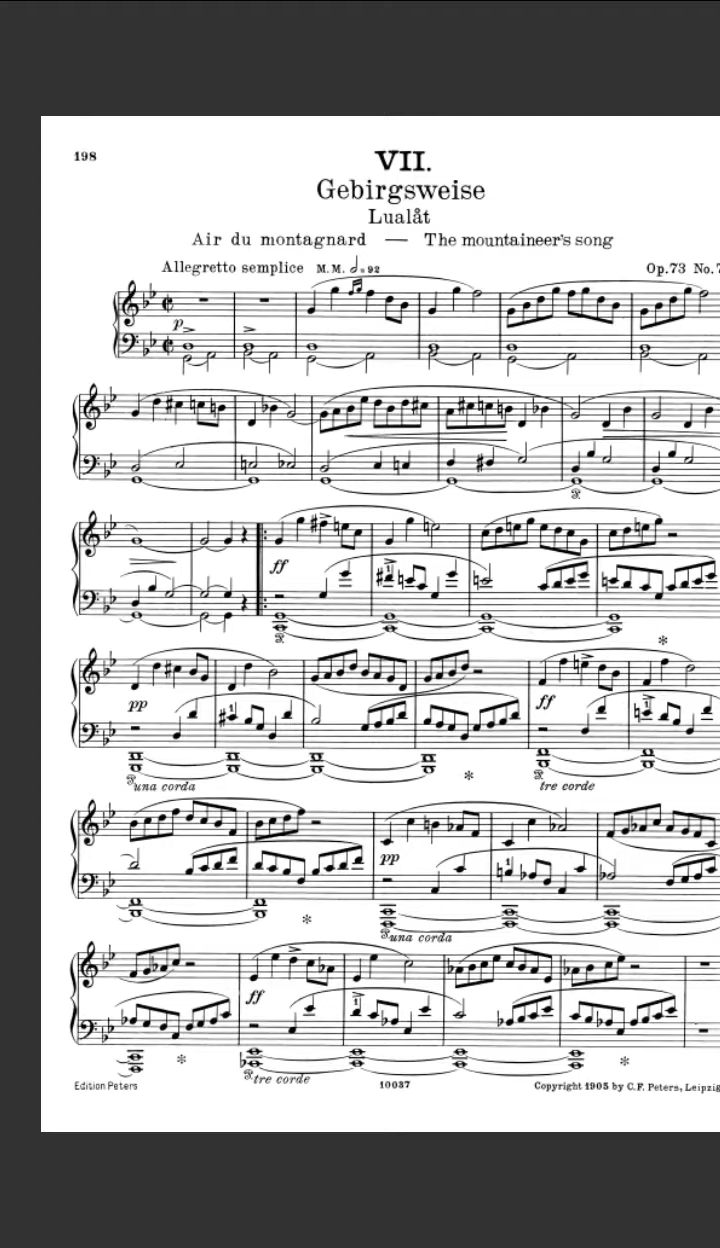 198
VII.
Gebirgsweise
Lualåt
Air du montagnard — The mountaineer's song
Allegretto semplice M. M. 𝅗𝅥=92 Op.73 No.7
p
ff
pp ff
una corda tre corde
pp
una corda
ff
tre corde
Edition Peters 10037 Copyright 1905 by C.F. Peters, Leipzig